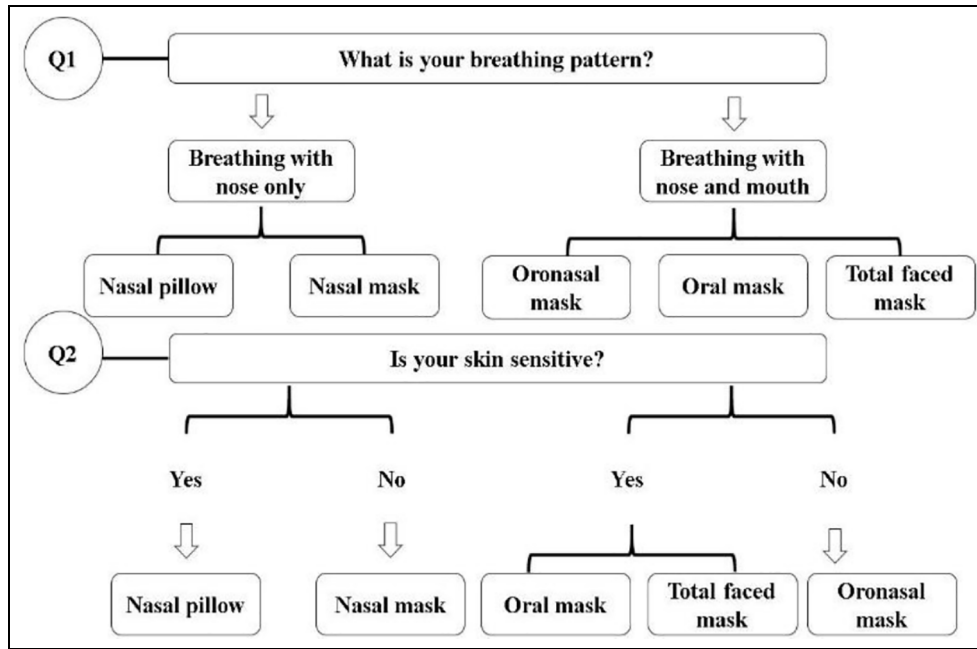 Q1
What is your breathing pattern?
Breathing with
nose only
Breathing with
nose and mouth
Nasal pillow
Nasal mask
Oronasal
mask
Oral mask
Total faced
mask
Q2
Is your skin sensitive?
Yes
No
Yes
No
Nasal pillow
Nasal mask
Oral mask
Total faced
mask
Oronasal
mask